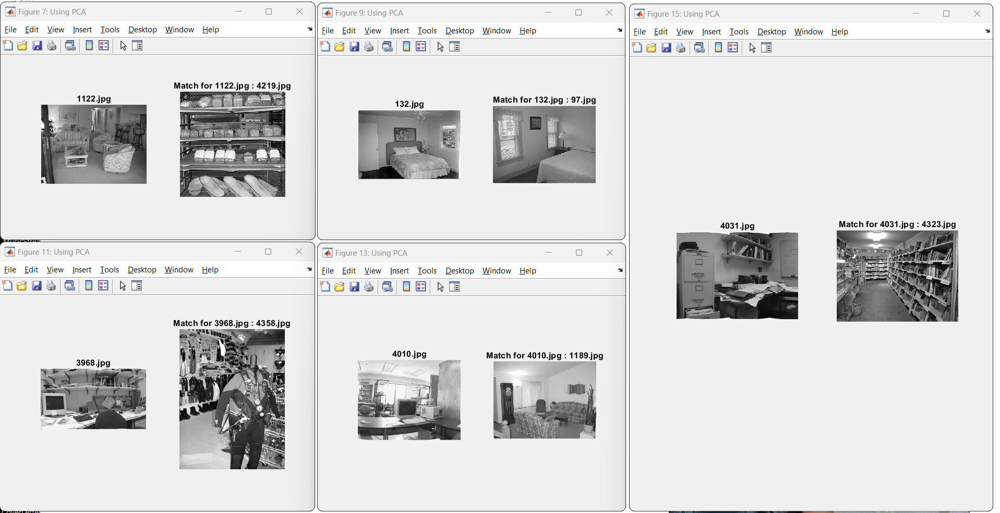 Figure 7: Using PCA
File Edit View Insert Tools Desktop Window Help
1122.jpg
Match for 1122.jpg : 4219.jpg
Figure 9: Using PCA
File Edit View Insert Tools Desktop Window Help
132.jpg
Match for 132.jpg : 97.jpg
Figure 15: Using PCA
File Edit View Insert Tools Desktop Window Help
4031.jpg
Match for 4031.jpg : 4323.jpg
Figure 11: Using PCA
File Edit View Insert Tools Desktop Window Help
3968.jpg
Match for 3968.jpg : 4358.jpg
Figure 13: Using PCA
File Edit View Insert Tools Desktop Window Help
4010.jpg
Match for 4010.jpg : 1189.jpg